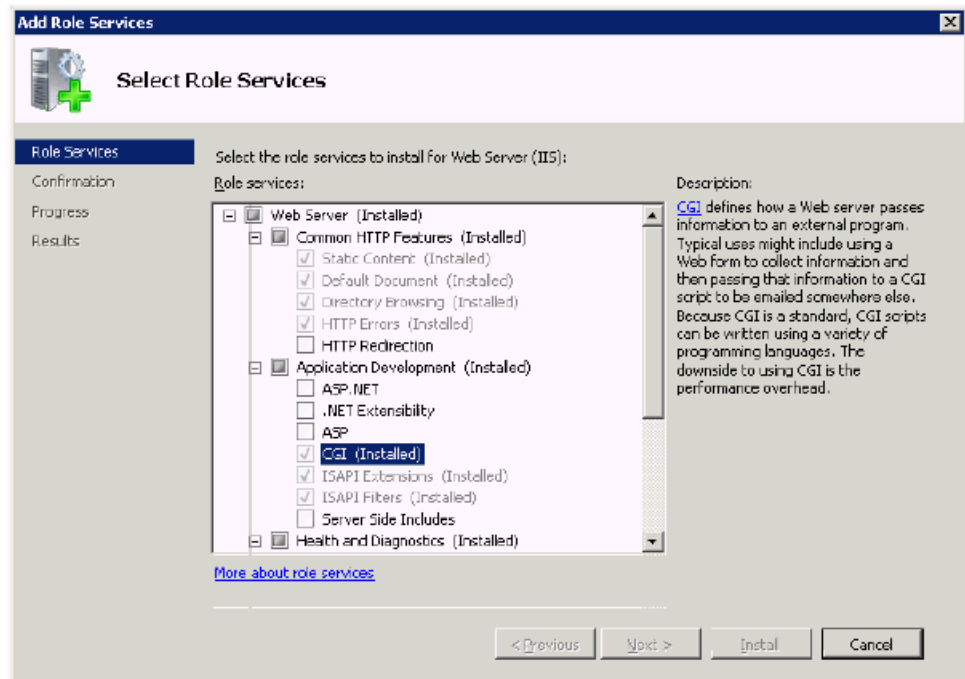 Add Role Services
Select Role Services
Role Services
Confirmation
Progress
Results
Select the role services to install for Web Server (IIS):
Role services:
Web Server (Installed)
Common HTTP Features (Installed)
Static Content (Installed)
Default Document (Installed)
Directory Browsing (Installed)
HTTP Errors (Installed)
HTTP Redirection
Application Development (Installed)
ASP.NET
.NET Extensibility
ASP
CGI (Installed)
ISAPI Extensions (Installed)
ISAPI Filters (Installed)
Server Side Includes
Health and Diagnostics (Installed)
More about role services
Description:
CGI defines how a Web server passes
information to an external program.
Typical uses might include using a
Web form to collect information and
then passing that information to a CGI
script to be emailed somewhere else.
Because CGI is a standard, CGI scripts
can be written using a variety of
programming languages. The
downside to using CGI is the
performance overhead.
< Previous
Next >
Install
Cancel